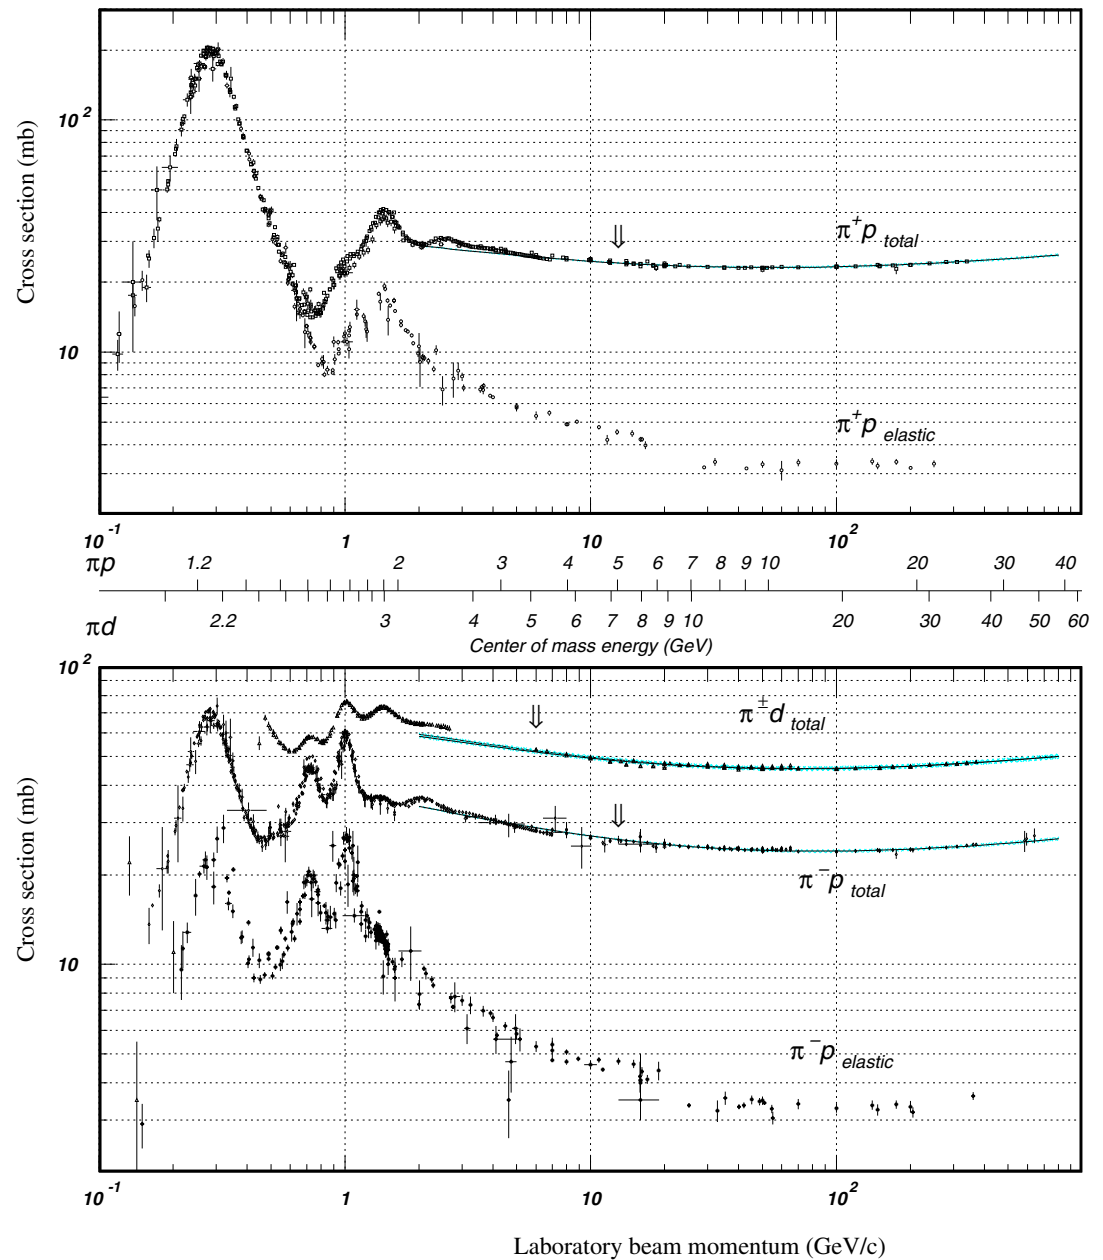 10²
10
Cross section (mb)
⇓
π⁺p total
π⁺p elastic
10⁻¹ 1 10 10²
πp 1.2 2 3 4 5 6 7 8 9 10 20 30 40
πd 2.2 3 4 5 6 7 8 9 10 20 30 40 50 60
Center of mass energy (GeV)
10²
10
Cross section (mb)
⇓
π±d total
⇓
π⁻p total
π⁻p elastic
10⁻¹ 1 10 10²
Laboratory beam momentum (GeV/c)